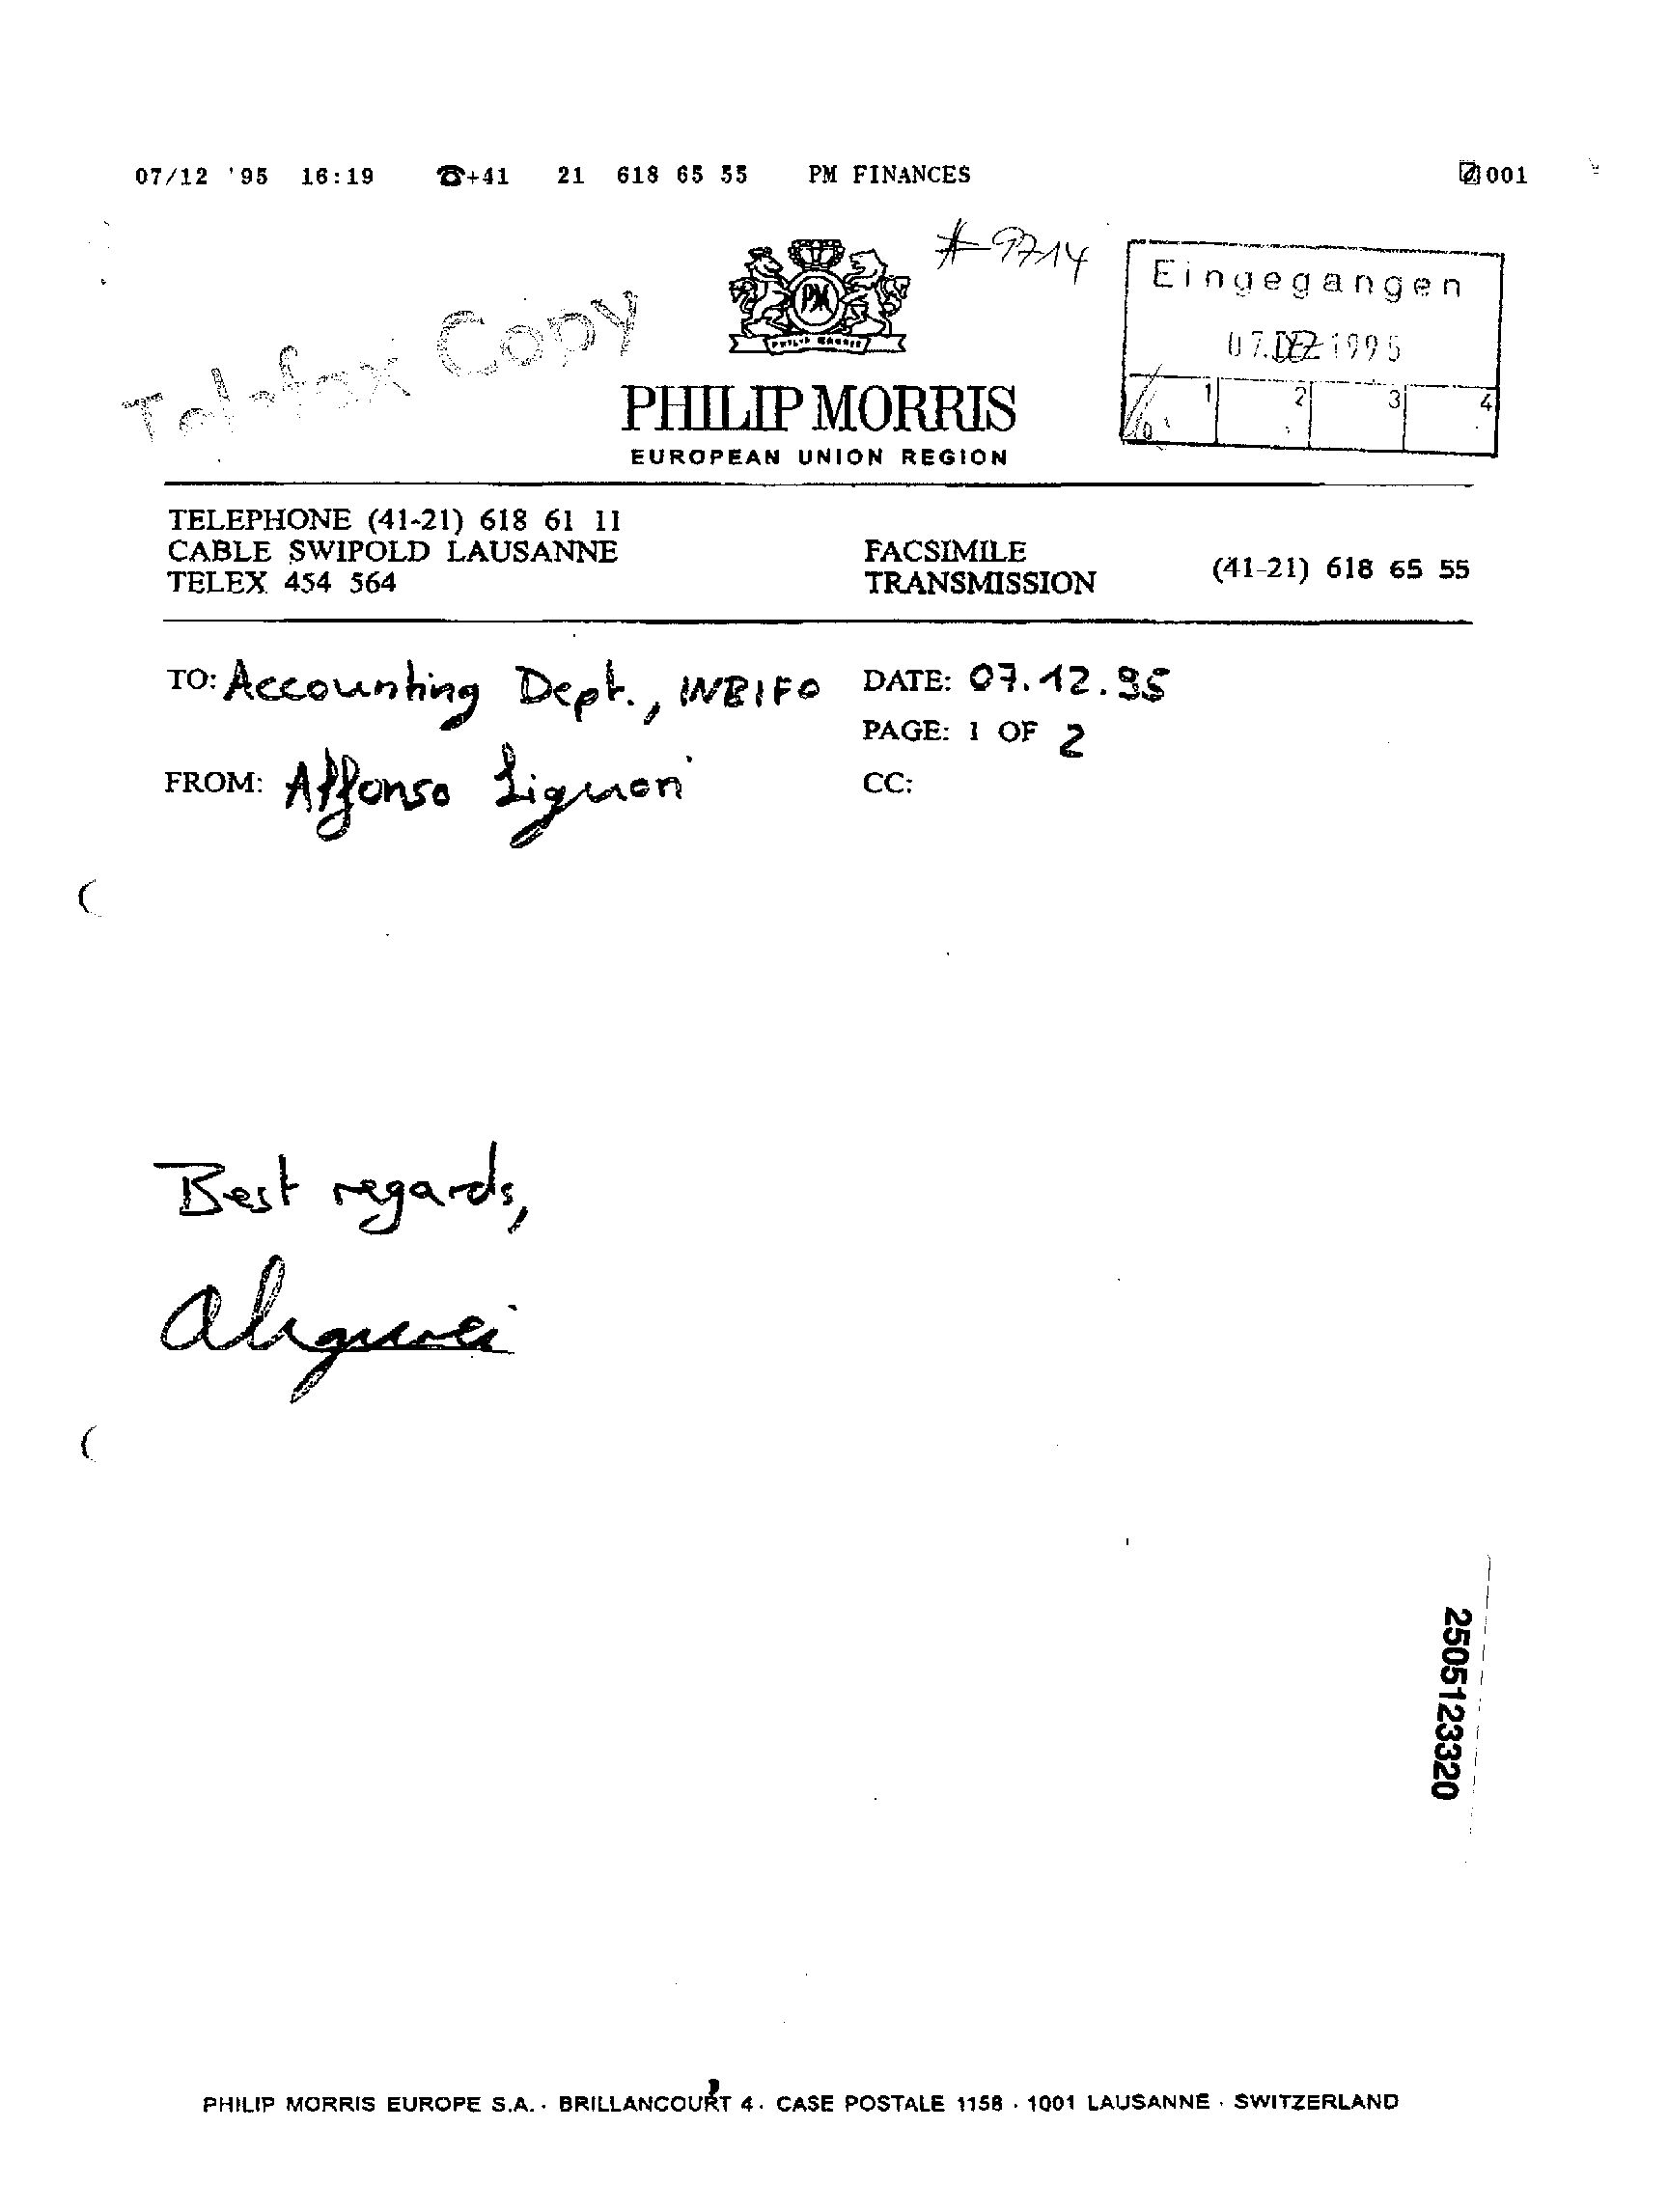 07/12 '95 16:19 ☎+41 21 618 65 55 PM FINANCES 001
# 9714
Telefax Copy
Eingegangen
07. DEZ 1995
1 2 3 4
PM
PHILIP MORRIS
PHILIP MORRIS
EUROPEAN UNION REGION
TELEPHONE (41-21) 618 61 11
CABLE SWIPOLD LAUSANNE
TELEX 454 564
FACSIMILE
TRANSMISSION
(41-21) 618 65 55
TO: Accounting Dept., INBIFO
DATE: 07.12.95
PAGE: 1 OF 2
FROM: Alfonso Liguori
CC:
Best regards,
ALiguori
2505123320
PHILIP MORRIS EUROPE S.A. · BRILLANCOURT 4 · CASE POSTALE 1158 · 1001 LAUSANNE · SWITZERLAND